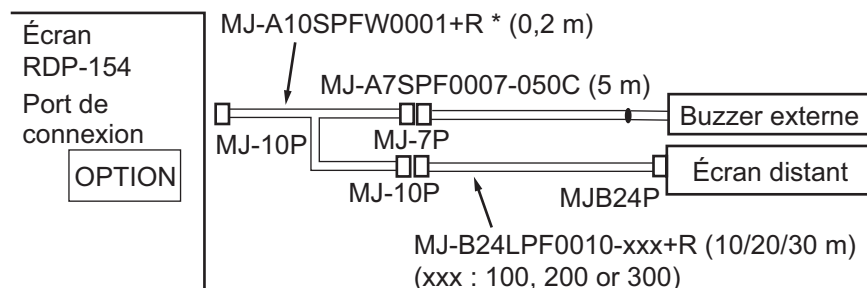 Écran
RDP-154
Port de
connexion
OPTION
MJ-A10SPFW0001+R * (0,2 m)
MJ-A7SPF0007-050C (5 m)
Buzzer externe
MJ-10P
MJ-7P
Écran distant
MJ-10P
MJB24P
MJ-B24LPF0010-xxx+R (10/20/30 m)
(xxx : 100, 200 or 300)